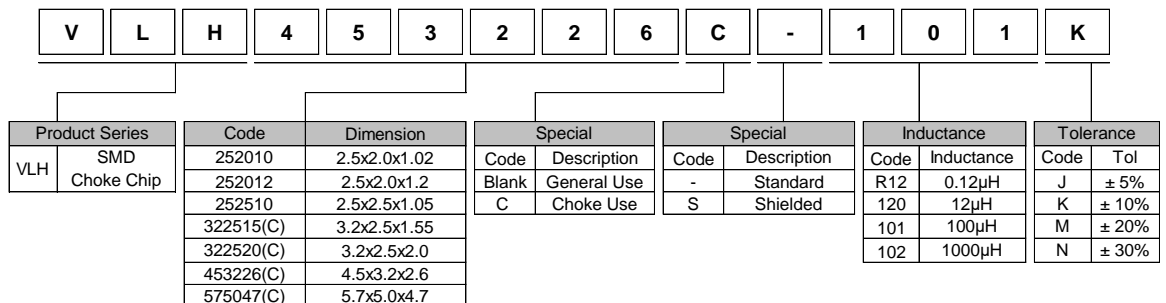 V L H 4 5 3 2 2 6 C - 1 0 1 K
Product Series
VLH SMD Choke Chip
Code Dimension
252010 2.5x2.0x1.02
252012 2.5x2.0x1.2
252510 2.5x2.5x1.05
322515(C) 3.2x2.5x1.55
322520(C) 3.2x2.5x2.0
453226(C) 4.5x3.2x2.6
575047(C) 5.7x5.0x4.7
Special
Code Description
Blank General Use
C Choke Use
Special
Code Description
- Standard
S Shielded
Inductance
Code Inductance
R12 0.12µH
120 12µH
101 100µH
102 1000µH
Tolerance
Code Tol
J ± 5%
K ± 10%
M ± 20%
N ± 30%